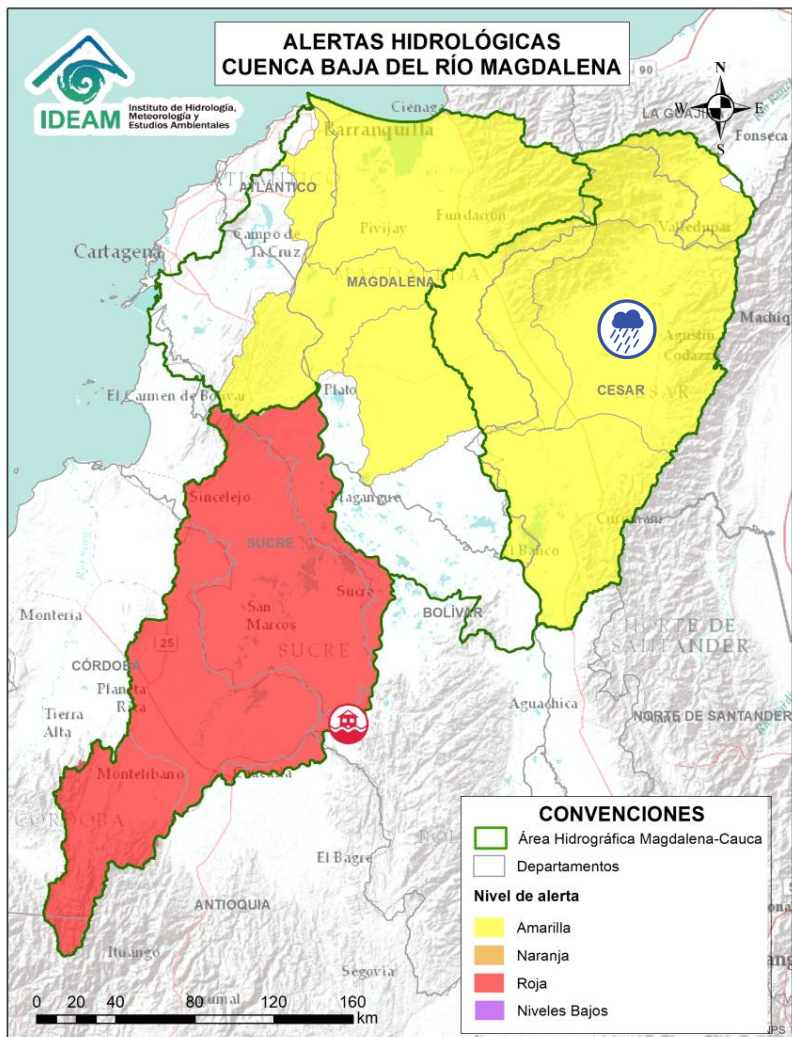 ALERTAS HIDROLÓGICAS
CUENCA BAJA DEL RÍO MAGDALENA
IDEAM
Instituto de Hidrología,
Meteorología y
Estudios Ambientales
N
W
E
S
90
Ciénaga
LA GUAJIRA
Fonseca
Barranquilla
ATLÁNTICO
Fundación
Pivijay
Valledupar
Cartagena
Campo de
la Cruz
MAGDALENA
Agustín
Codazzi
CESAR
El Carmen de Bolívar
Plato
Sincelejo
Magangué
SUCRE
El Banco
Sucre
San
Marcos
SUCRE
BOLÍVAR
Montería
25
CÓRDOBA
NORTE DE
SANTANDER
Planeta
Rica
Tierra
Alta
Aguachica
NORTE DE SANTANDER
Montelíbano
El Bagre
ANTIOQUIA
Ituango
Segovia
CONVENCIONES
Área Hidrográfica Magdalena-Cauca
Departamentos
Nivel de alerta
Amarilla
Naranja
Roja
Niveles Bajos
0 20 40 80 120 160
km